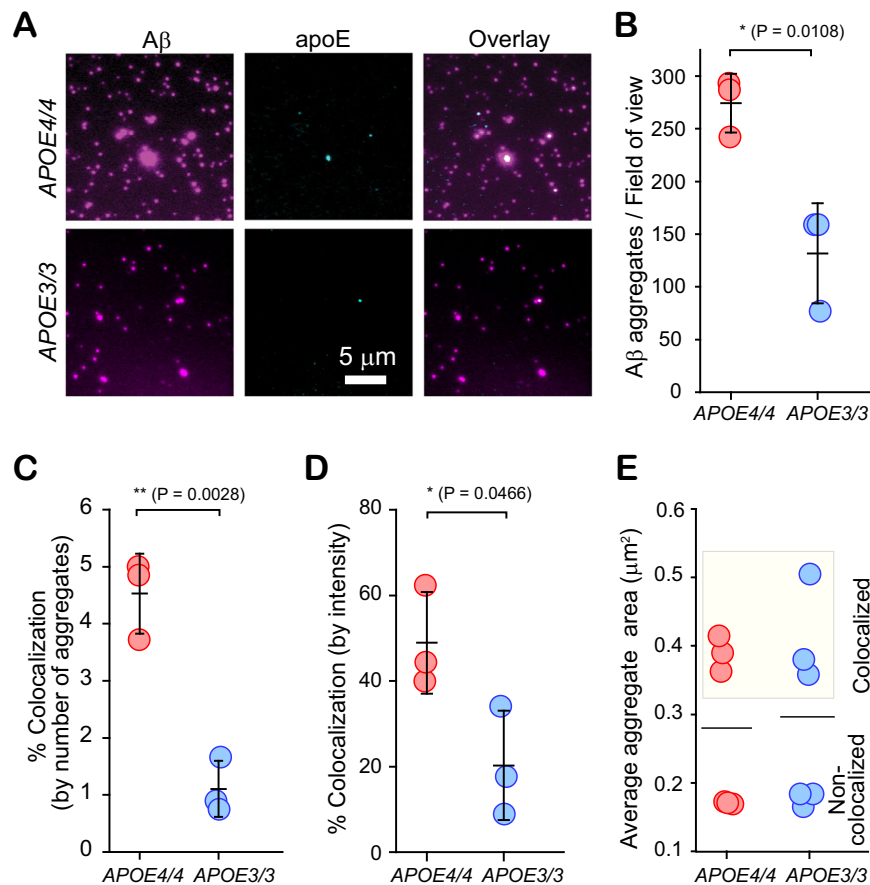 A
Aβ
apoE
Overlay
APOE4/4
APOE3/3
5 μm
B
* (P = 0.0108)
Aβ aggregates / Field of view
300
250
200
150
100
50
0
APOE4/4
APOE3/3
C
** (P = 0.0028)
% Colocalization
(by number of aggregates)
6
5
4
3
2
1
0
APOE4/4
APOE3/3
D
* (P = 0.0466)
% Colocalization (by intensity)
80
60
40
20
0
APOE4/4
APOE3/3
E
Average aggregate area (μm²)
0.6
0.5
0.4
0.3
0.2
0.1
Colocalized
Non-
colocalized
APOE4/4
APOE3/3